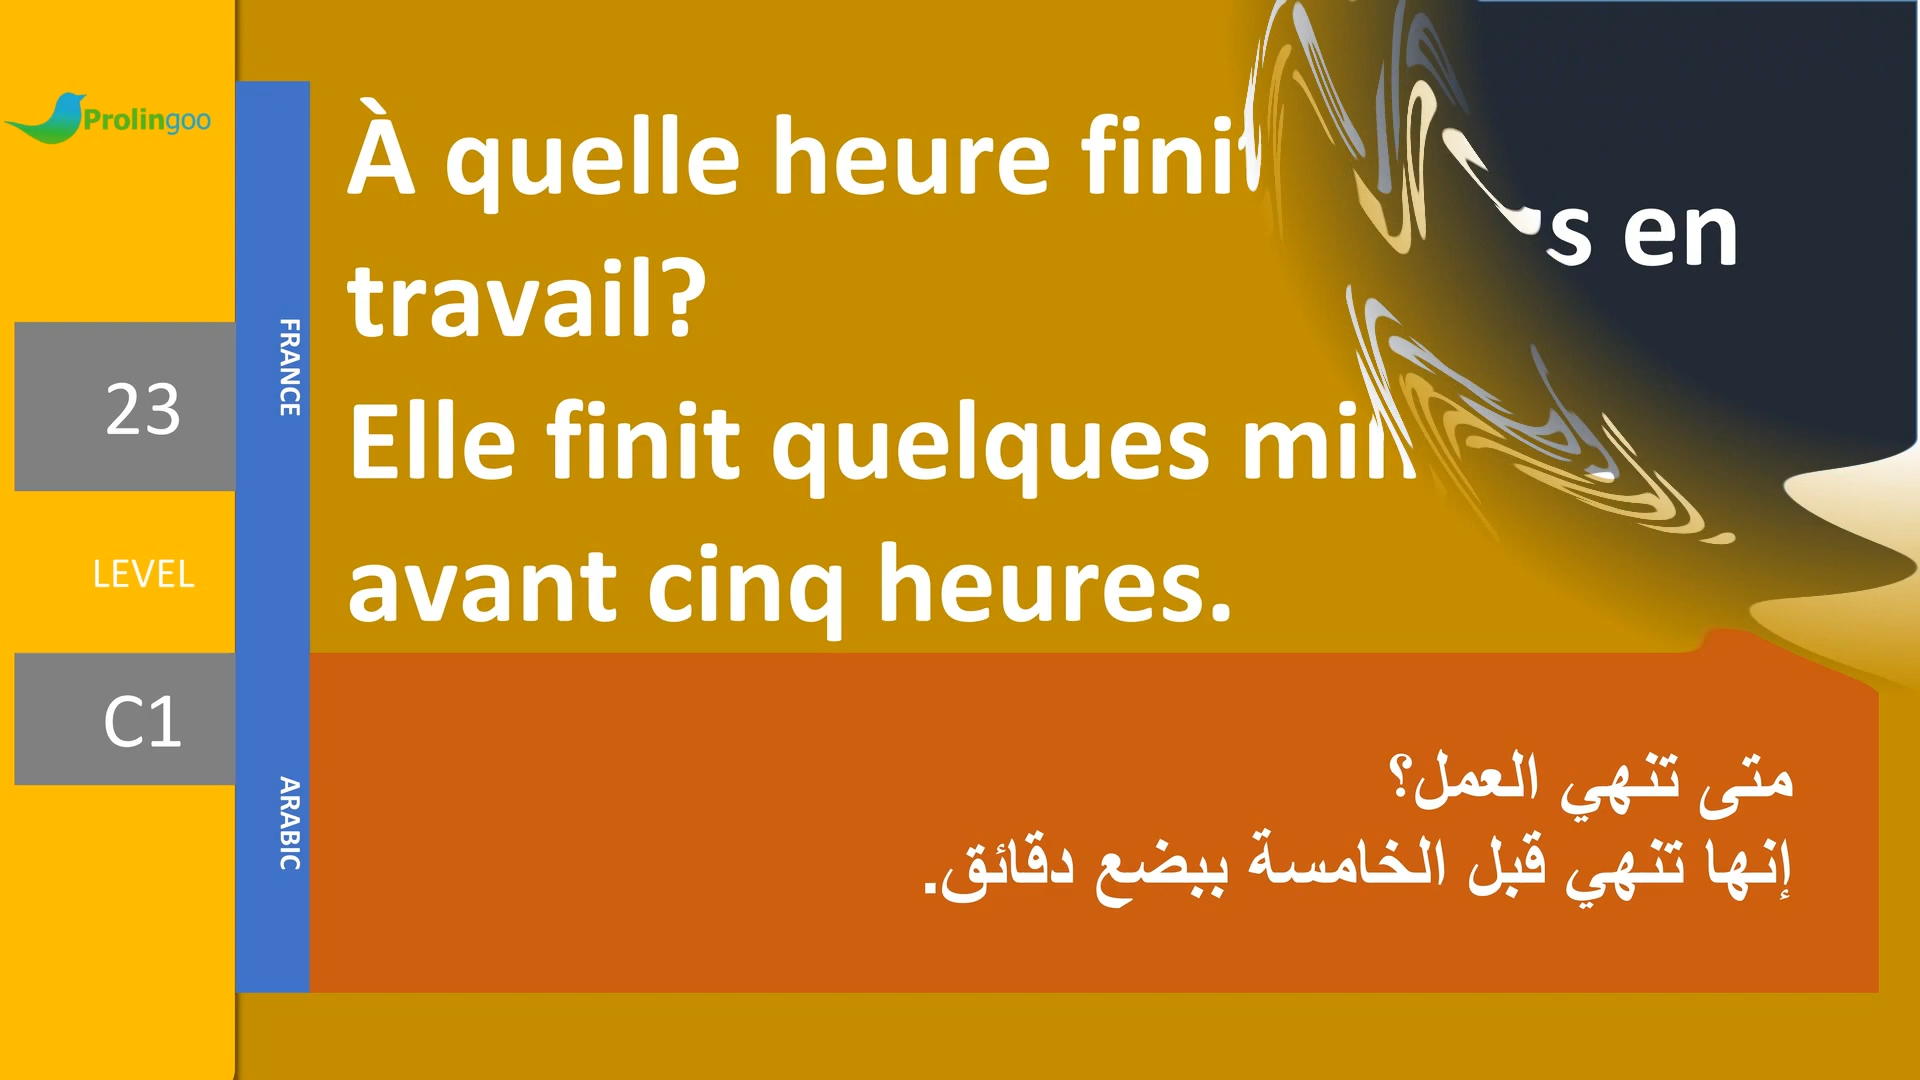 Prolingoo
23
LEVEL
C1
FRANCE
ARABIC
À quelle heure finit
travail?
Elle finit quelques
avant cinq heures.
en
متى تنهي العمل؟
إنها تنهي قبل الخامسة ببضع دقائق.